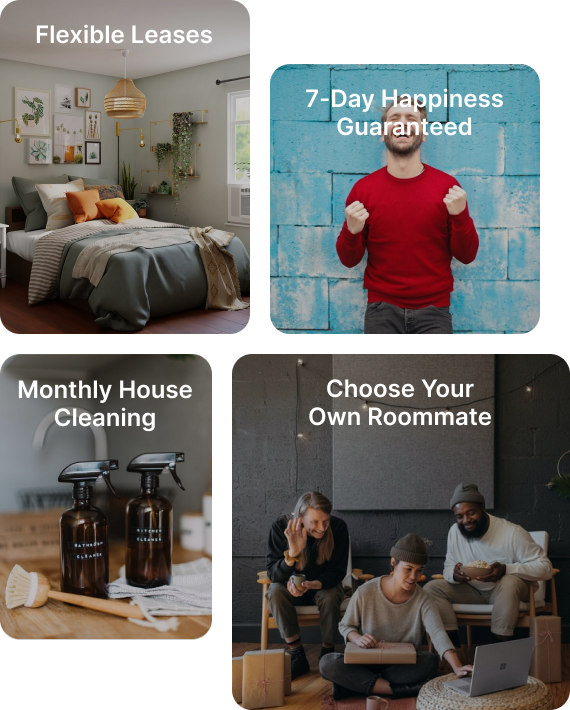 Flexible Leases
7-Day Happiness
Guaranteed
Monthly House
Cleaning
BATHROOM
CLEANER
KITCHEN
CLEANER
Choose Your
Own Roommate